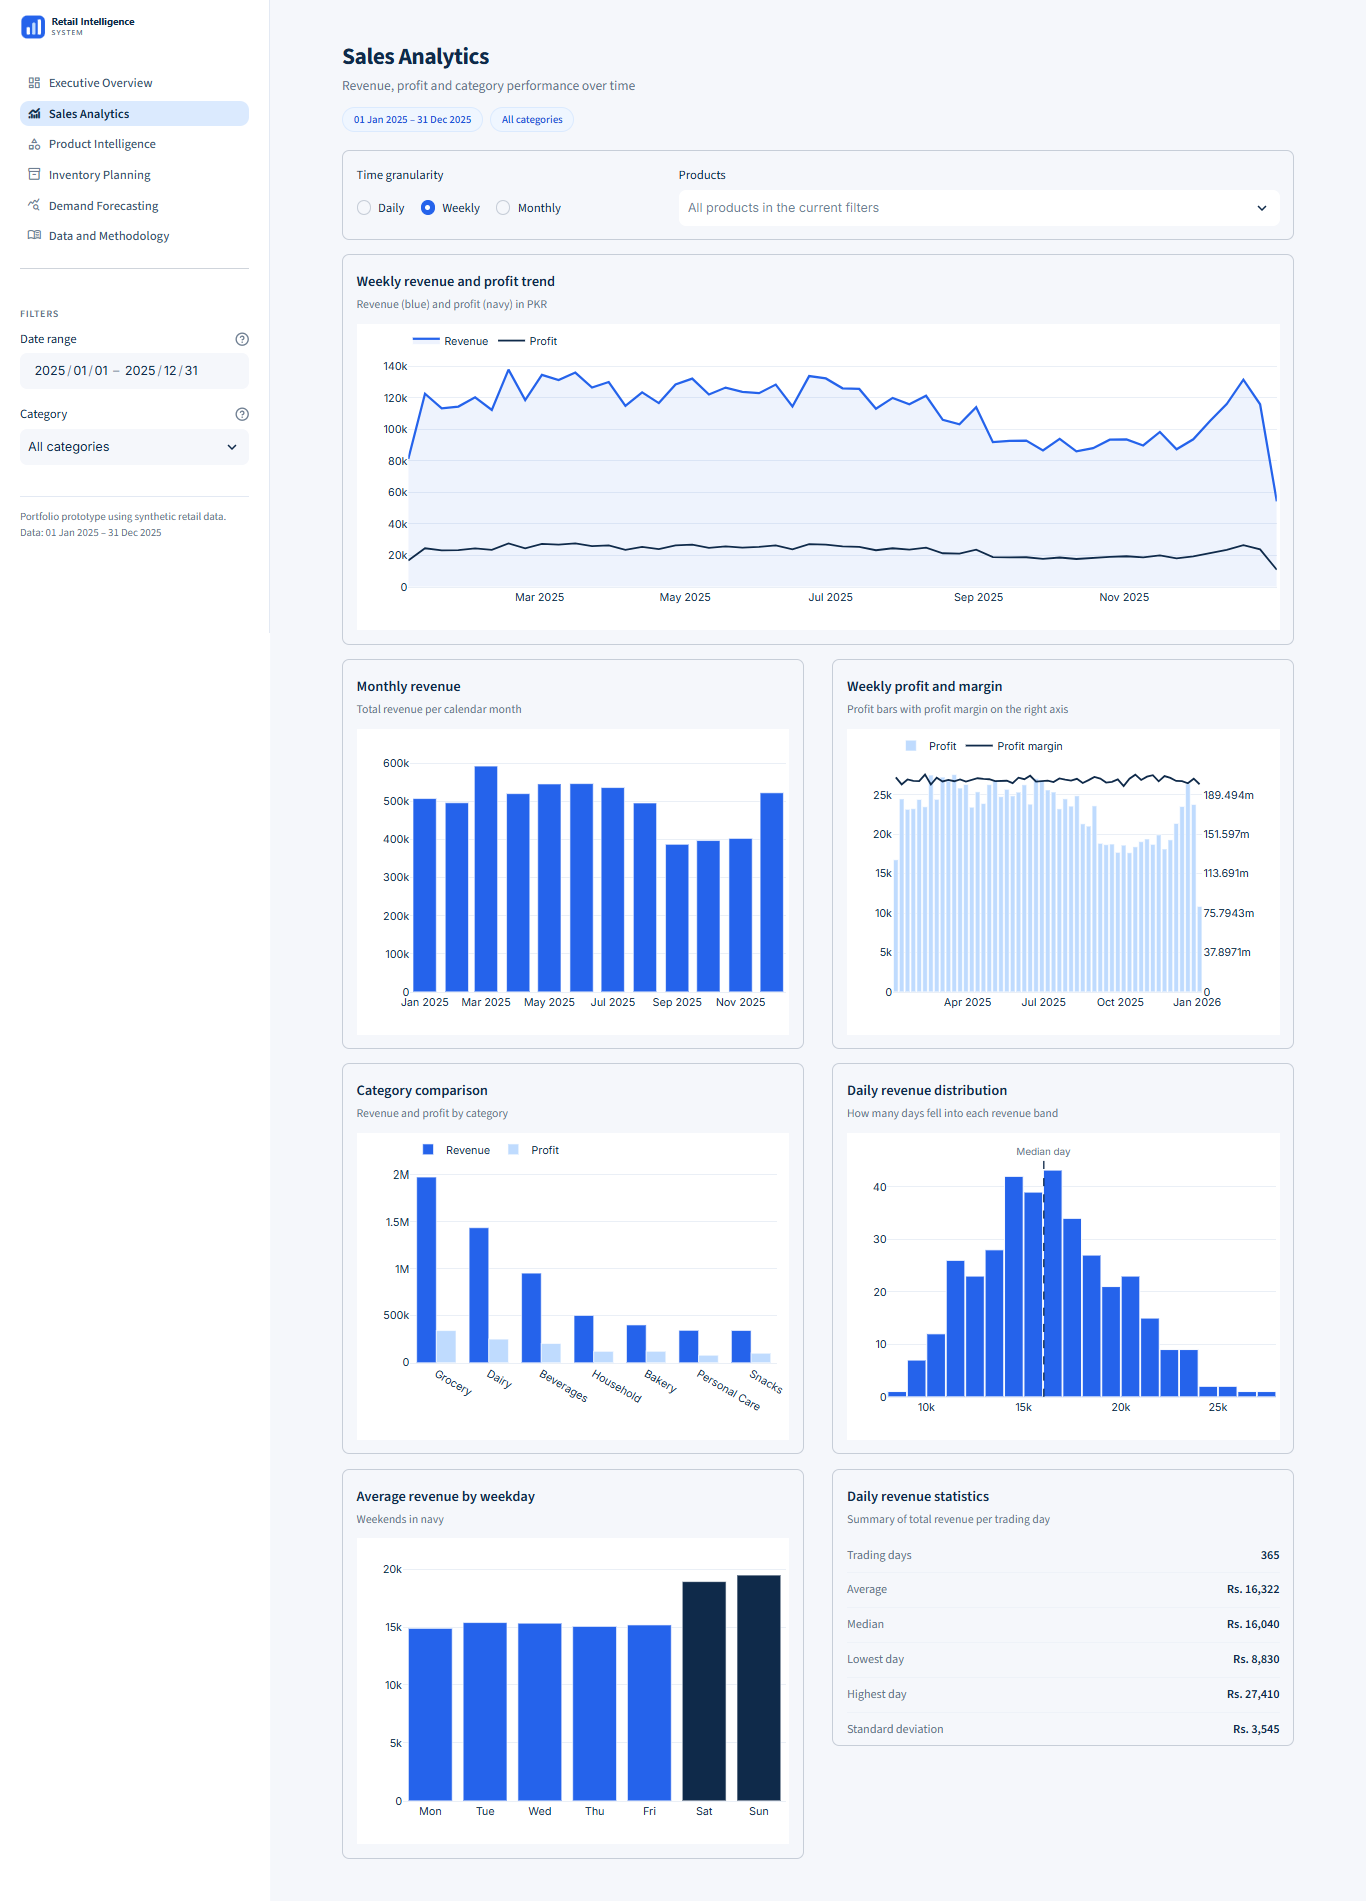 Retail Intelligence
SYSTEM
Executive Overview
Sales Analytics
Product Intelligence
Inventory Planning
Demand Forecasting
Data and Methodology
FILTERS
Date range
2025/01/01 – 2025/12/31
Category
All categories
Portfolio prototype using synthetic retail data.
Data: 01 Jan 2025 – 31 Dec 2025
Sales Analytics
Revenue, profit and category performance over time
01 Jan 2025 – 31 Dec 2025 All categories
Time granularity
Daily Weekly Monthly
Products
All products in the current filters
Weekly revenue and profit trend
Revenue (blue) and profit (navy) in PKR
Revenue Profit
140k
120k
100k
80k
60k
40k
20k
0
Mar 2025 May 2025 Jul 2025 Sep 2025 Nov 2025
Monthly revenue
Total revenue per calendar month
600k
500k
400k
300k
200k
100k
0
Jan 2025 Mar 2025 May 2025 Jul 2025 Sep 2025 Nov 2025
Weekly profit and margin
Profit bars with profit margin on the right axis
Profit Profit margin
25k 189.494m
20k 151.597m
15k 113.691m
10k 75.7943m
5k 37.8971m
0 0
Apr 2025 Jul 2025 Oct 2025 Jan 2026
Category comparison
Revenue and profit by category
Revenue Profit
2M
1.5M
1M
500k
0
Grocery Dairy Beverages Household Bakery Personal Care Snacks
Daily revenue distribution
How many days fell into each revenue band
Median day
40
30
20
10
0
10k 15k 20k 25k
Average revenue by weekday
Weekends in navy
20k
15k
10k
5k
0
Mon Tue Wed Thu Fri Sat Sun
Daily revenue statistics
Summary of total revenue per trading day
Trading days 365
Average Rs. 16,322
Median Rs. 16,040
Lowest day Rs. 8,830
Highest day Rs. 27,410
Standard deviation Rs. 3,545